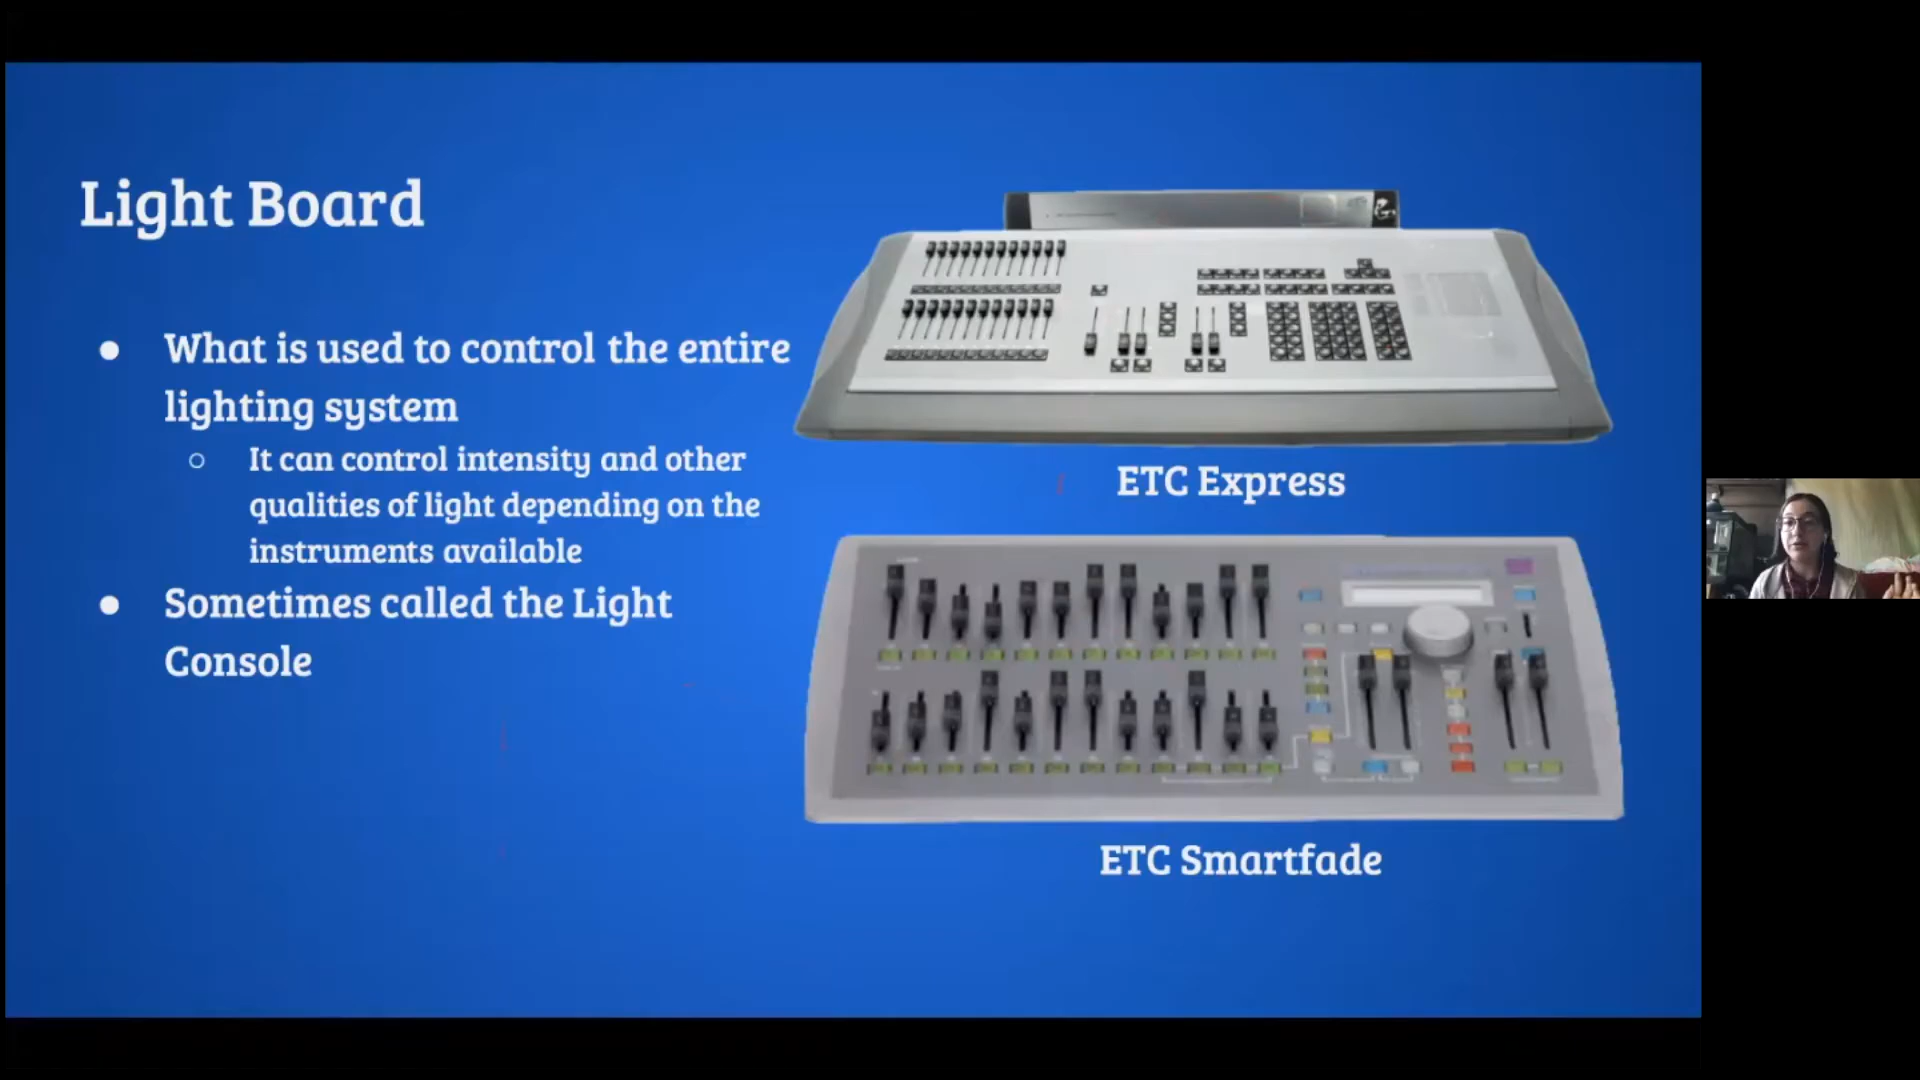 Light Board
● What is used to control the entire
lighting system
○ It can control intensity and other
qualities of light depending on the
instruments available
● Sometimes called the Light
Console
ETC Express
ETC Smartfade